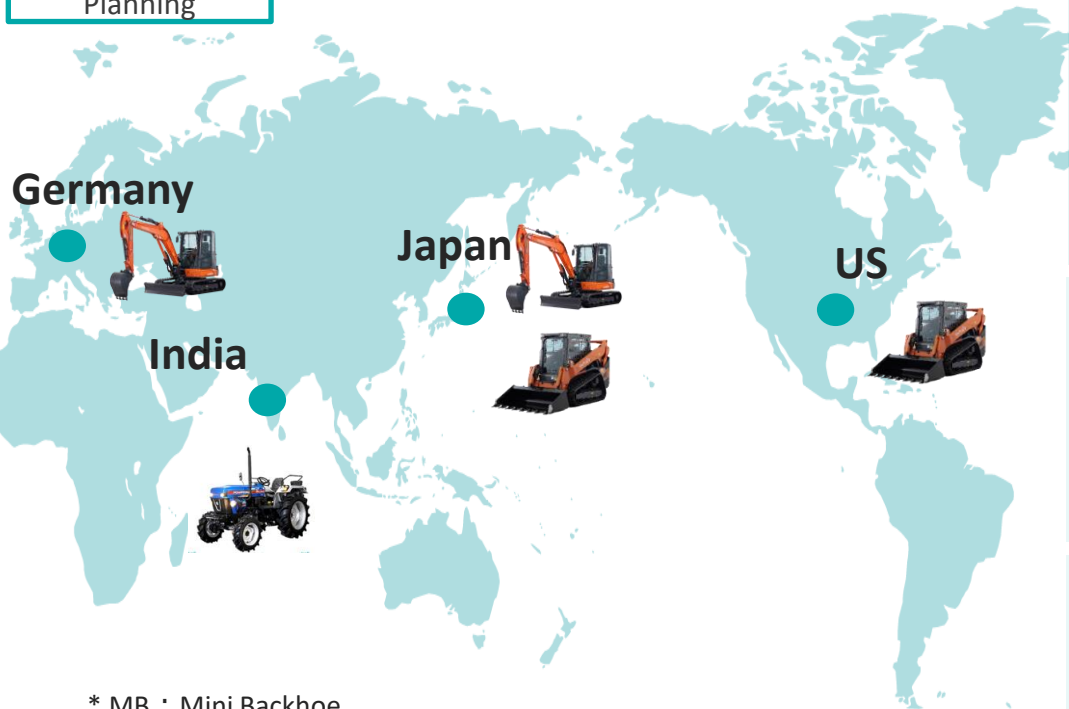 Planning
Germany
Japan
US
India
* MB：Mini Backhoe